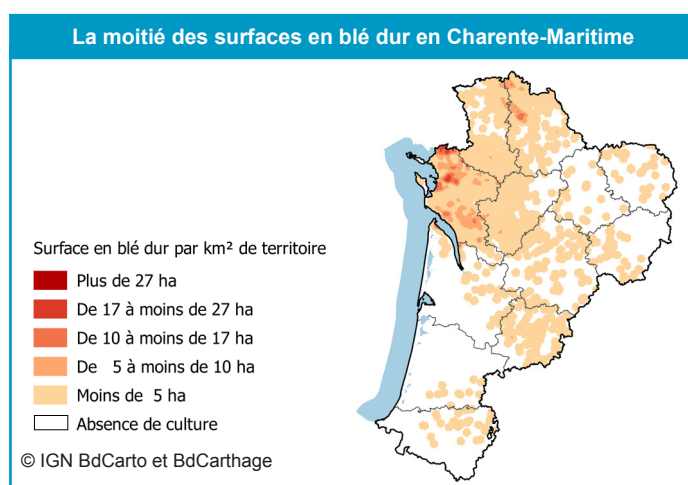 La moitié des surfaces en blé dur en Charente-Maritime
Surface en blé dur par km² de territoire
Plus de 27 ha
De 17 à moins de 27 ha
De 10 à moins de 17 ha
De 5 à moins de 10 ha
Moins de 5 ha
Absence de culture
© IGN BdCarto et BdCarthage